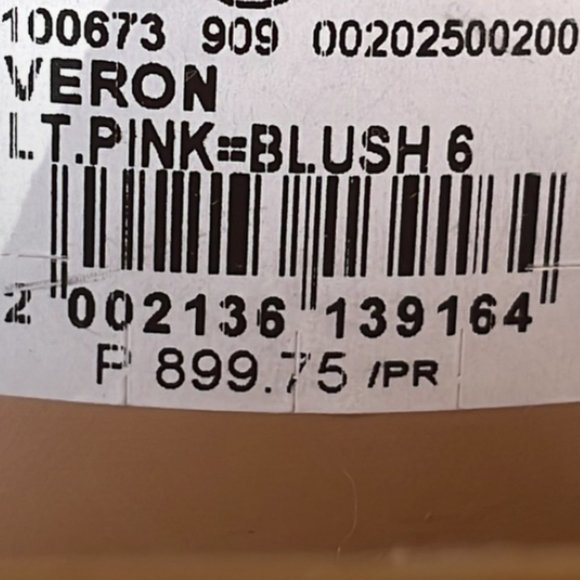 100673 909 00202500200
VERON
LT.PINK=BLUSH 6
2 002136 139164
P 899.75 /PR